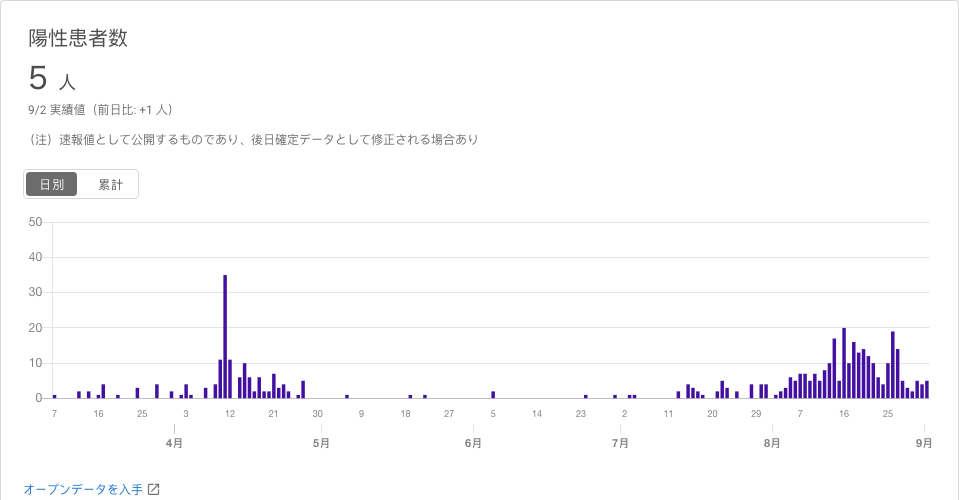 陽性患者数
5 人
9/2 実績値（前日比: +1 人）
（注）速報値として公開するものであり、後日確定データとして修正される場合あり
日別 累計
50
40
30
20
10
0
7 16 25 3 12 21 30 9 18 27 5 14 23 2 11 20 29 7 16 25
4月 5月 6月 7月 8月 9月
オープンデータを入手